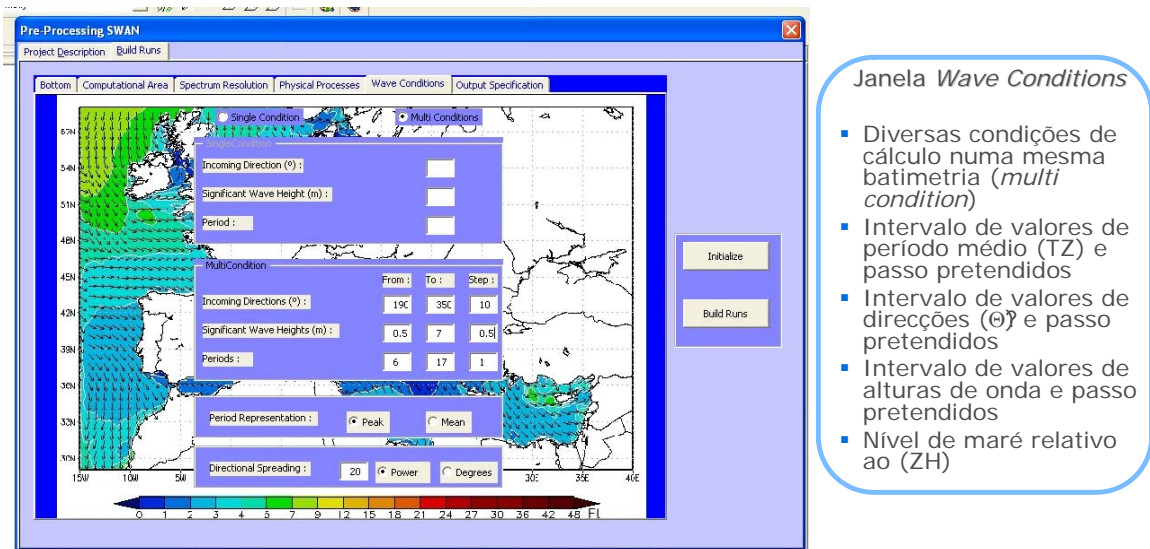 Pre-Processing SWAN
Project Description Build Runs
Bottom Computational Area Spectrum Resolution Physical Processes Wave Conditions Output Specification
Single Condition Multi Conditions
SingleCondition
Incoming Direction (º) :
Significant Wave Height (m) :
Period :
MultiCondition
From : To : Step :
Incoming Directions (º) : 190 350 10
Significant Wave Heights (m) : 0.5 7 0.5
Periods : 6 17 1
Period Representation : Peak Mean
Directional Spreading : 20 Power Degrees
Initialize
Build Runs
57N
54N
51N
48N
45N
42N
39N
36N
33N
30N
15W 10W 5W 30E 35E 40E
0 1 2 3 4 5 7 9 12 15 18 21 24 27 30 36 42 48 Ft
Janela Wave Conditions
▪ Diversas condições de
cálculo numa mesma
batimetria (multi
condition)
▪ Intervalo de valores de
período médio (TZ) e
passo pretendidos
▪ Intervalo de valores de
direcções (Θ) e passo
pretendidos
▪ Intervalo de valores de
alturas de onda e passo
pretendidos
▪ Nível de maré relativo
ao (ZH)